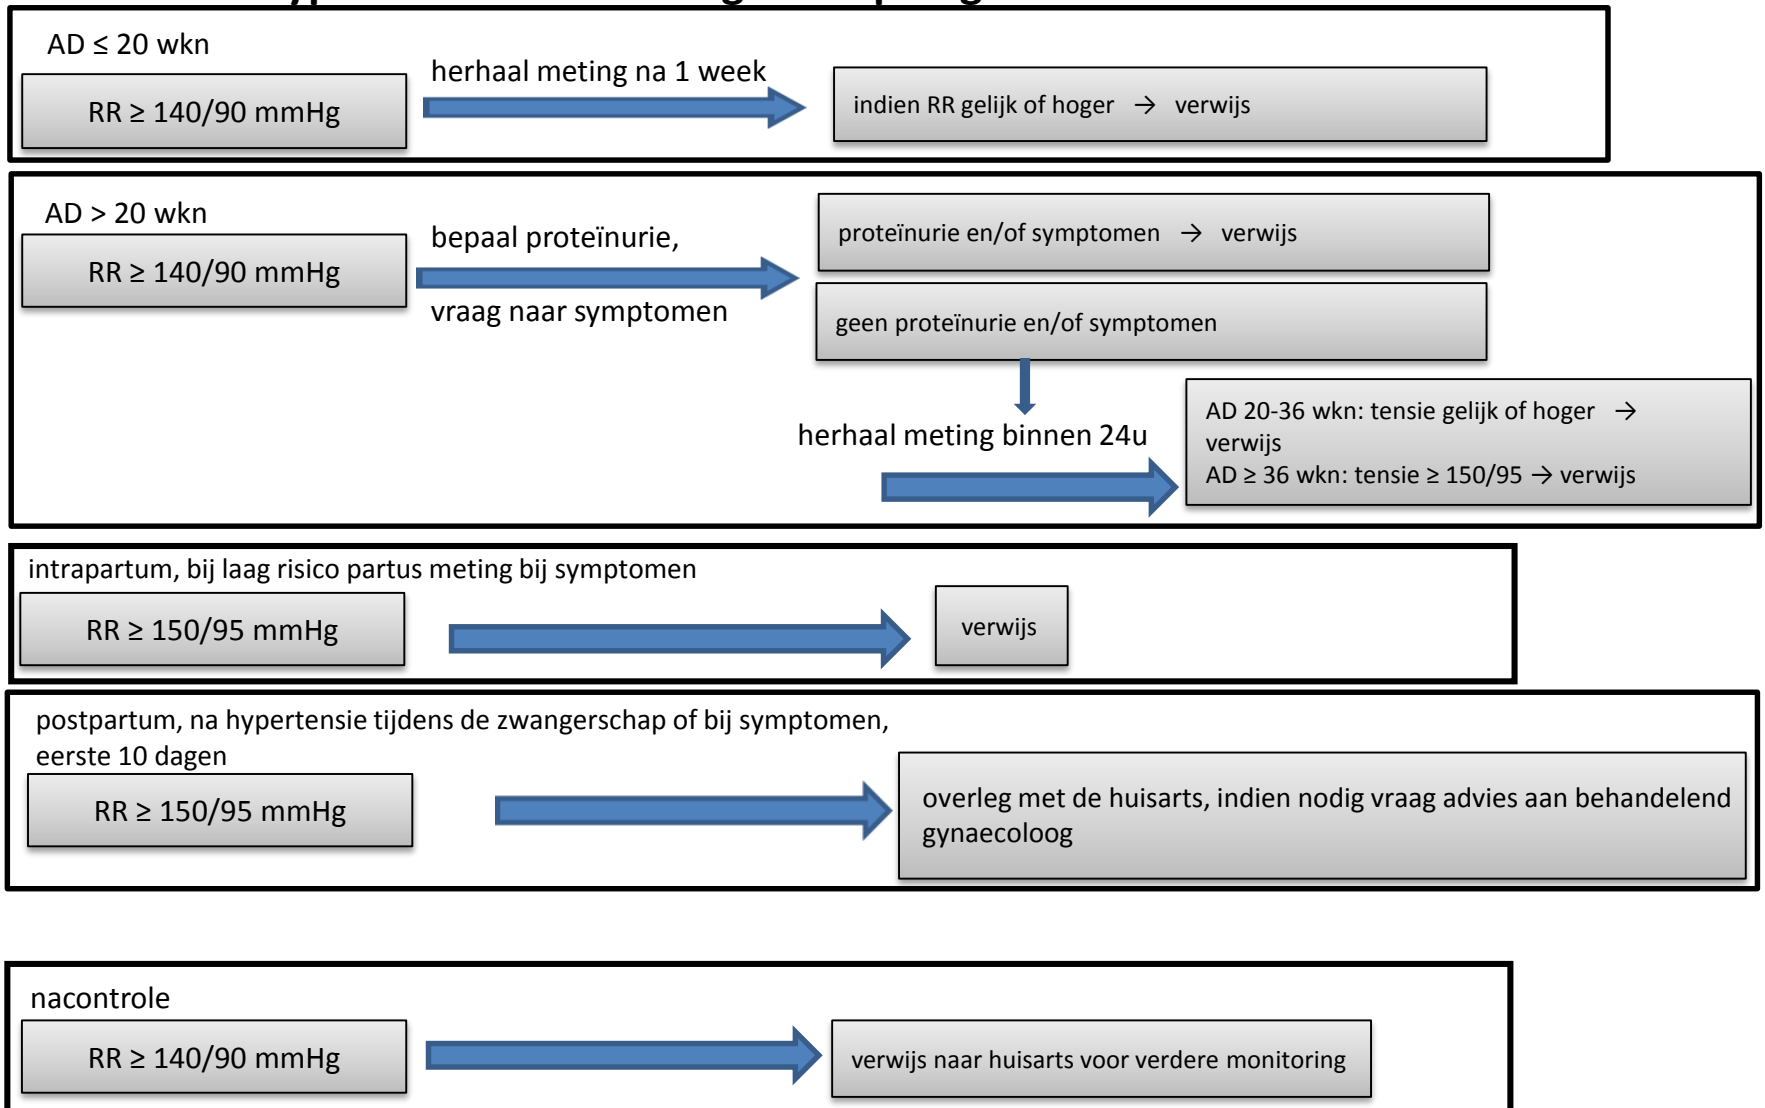 AD ≤ 20 wkn
herhaal meting na 1 week
RR ≥ 140/90 mmHg
indien RR gelijk of hoger → verwijs
AD > 20 wkn
bepaal proteïnurie,
vraag naar symptomen
RR ≥ 140/90 mmHg
proteïnurie en/of symptomen → verwijs
geen proteïnurie en/of symptomen
herhaal meting binnen 24u
AD 20-36 wkn: tensie gelijk of hoger →
verwijs
AD ≥ 36 wkn: tensie ≥ 150/95 → verwijs
intrapartum, bij laag risico partus meting bij symptomen
RR ≥ 150/95 mmHg
verwijs
postpartum, na hypertensie tijdens de zwangerschap of bij symptomen,
eerste 10 dagen
RR ≥ 150/95 mmHg
overleg met de huisarts, indien nodig vraag advies aan behandelend
gynaecoloog
nacontrole
RR ≥ 140/90 mmHg
verwijs naar huisarts voor verdere monitoring